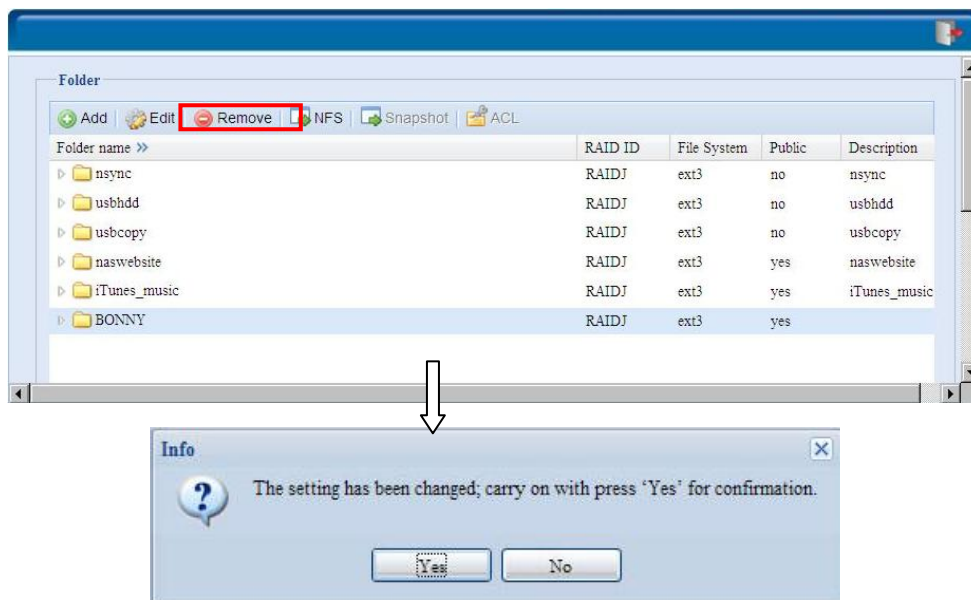 Folder
Add Edit Remove NFS Snapshot ACL
Folder name » RAID ID File System Public Description
nsync RAIDJ ext3 no nsync
usbhdd RAIDJ ext3 no usbhdd
usbcopy RAIDJ ext3 no usbcopy
naswebsite RAIDJ ext3 yes naswebsite
iTunes_music RAIDJ ext3 yes iTunes_music
BONNY RAIDJ ext3 yes
Info
The setting has been changed; carry on with press ‘Yes’ for confirmation.
Yes No